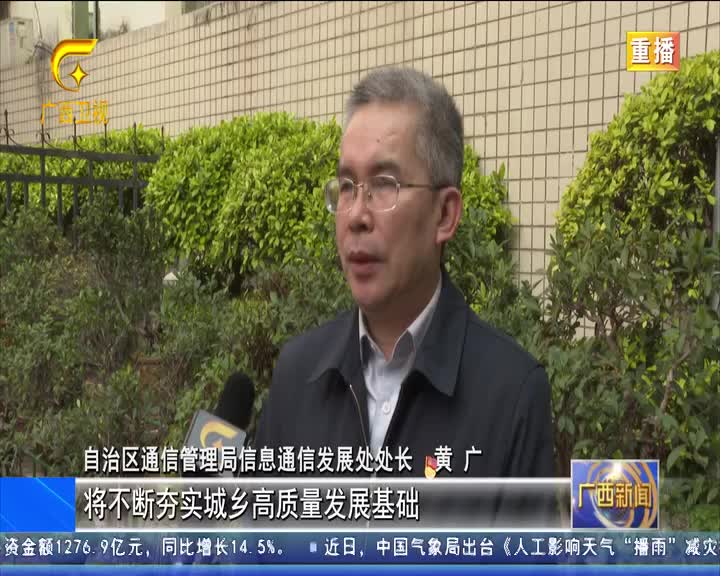 重播
广西卫视
自治区通信管理局信息通信发展处处长 黄 广
将不断夯实城乡高质量发展基础
广西新闻
资金额1276.9亿元，同比增长14.5%。 ■ 近日，中国气象局出台《人工影响天气“播雨”减灾